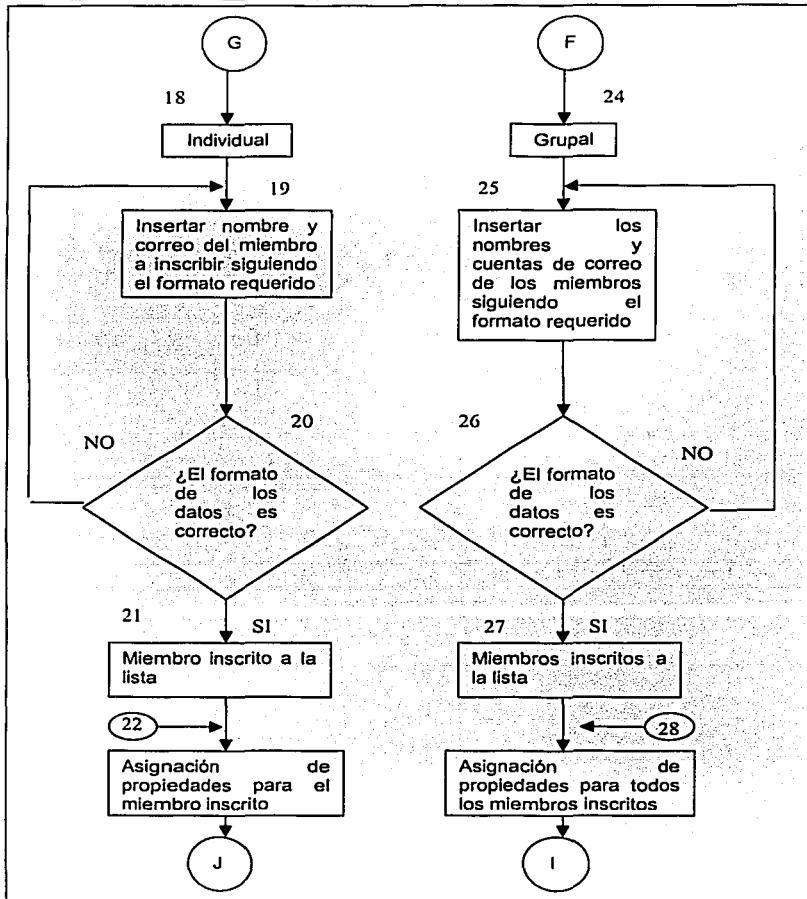 G
18
Individual
19
Insertar nombre y
correo del miembro
a inscribir siguiendo
el formato requerido
20
NO
¿El formato
de los
datos es
correcto?
21
SI
Miembro inscrito a la
lista
22
Asignación de
propiedades para el
miembro inscrito
J
F
24
Grupal
25
Insertar los
nombres y
cuentas de correo
de los miembros
siguiendo el
formato requerido
26
NO
¿El formato
de los
datos es
correcto?
27
SI
Miembros inscritos a
la lista
28
Asignación de
propiedades para todos
los miembros inscritos
I